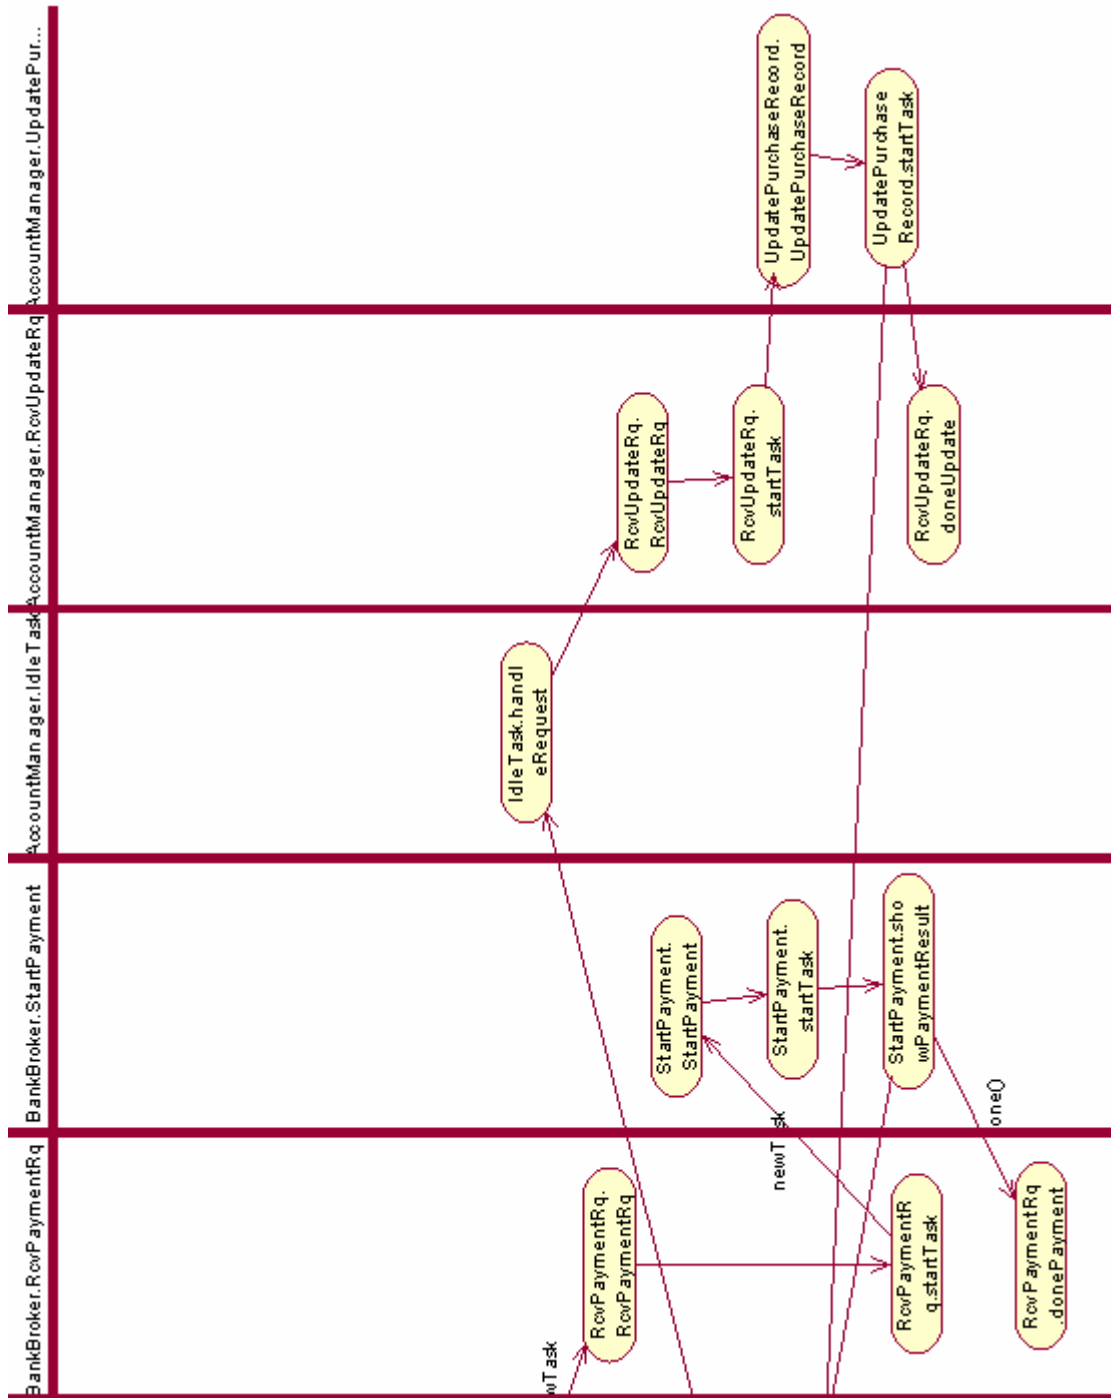 BankBroker.RcvPaymentRq
BankBroker.StartPayment
AccountManager.IdleTask
AccountManager.RcvUpdateRq
AccountManager.UpdatePur...
wTask
RcvPaymentRq.
RcvPaymentRq
RcvPaymentR
q.startTask
RcvPaymentRq
.donePayment
newTask
one()
StartPayment.
StartPayment
StartPayment.
startTask
StartPayment.sho
wPaymentResult
IdleTask.handl
eRequest
RcvUpdateRq.
RcvUpdateRq
RcvUpdateRq.
startTask
RcvUpdateRq.
doneUpdate
UpdatePurchaseRecord.
UpdatePurchaseRecord
UpdatePurchase
Record.startTask